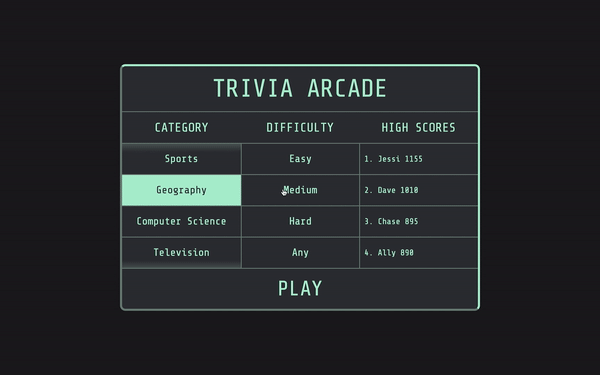 TRIVIA ARCADE
CATEGORY DIFFICULTY HIGH SCORES
Sports Easy 1. Jessi 1155
Geography Medium 2. Dave 1010
Computer Science Hard 3. Chase 895
Television Any 4. Ally 890
PLAY